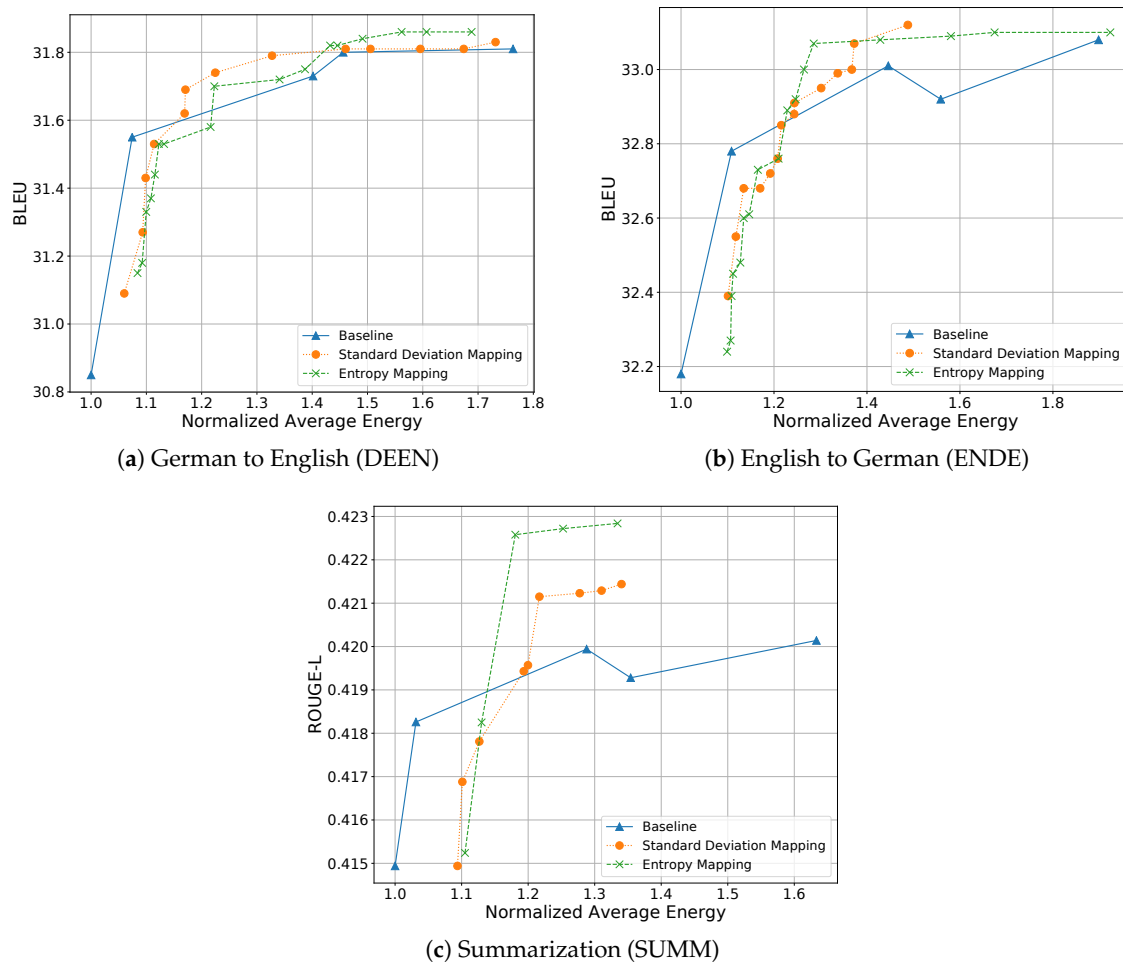 31.8
31.6
31.4
31.2
31.0
30.8
BLEU
1.0 1.1 1.2 1.3 1.4 1.5 1.6 1.7 1.8
Normalized Average Energy
Baseline
Standard Deviation Mapping
Entropy Mapping
(a) German to English (DEEN)
33.0
32.8
32.6
32.4
32.2
BLEU
1.0 1.2 1.4 1.6 1.8
Normalized Average Energy
Baseline
Standard Deviation Mapping
Entropy Mapping
(b) English to German (ENDE)
0.423
0.422
0.421
0.420
0.419
0.418
0.417
0.416
0.415
ROUGE-L
1.0 1.1 1.2 1.3 1.4 1.5 1.6
Normalized Average Energy
Baseline
Standard Deviation Mapping
Entropy Mapping
(c) Summarization (SUMM)